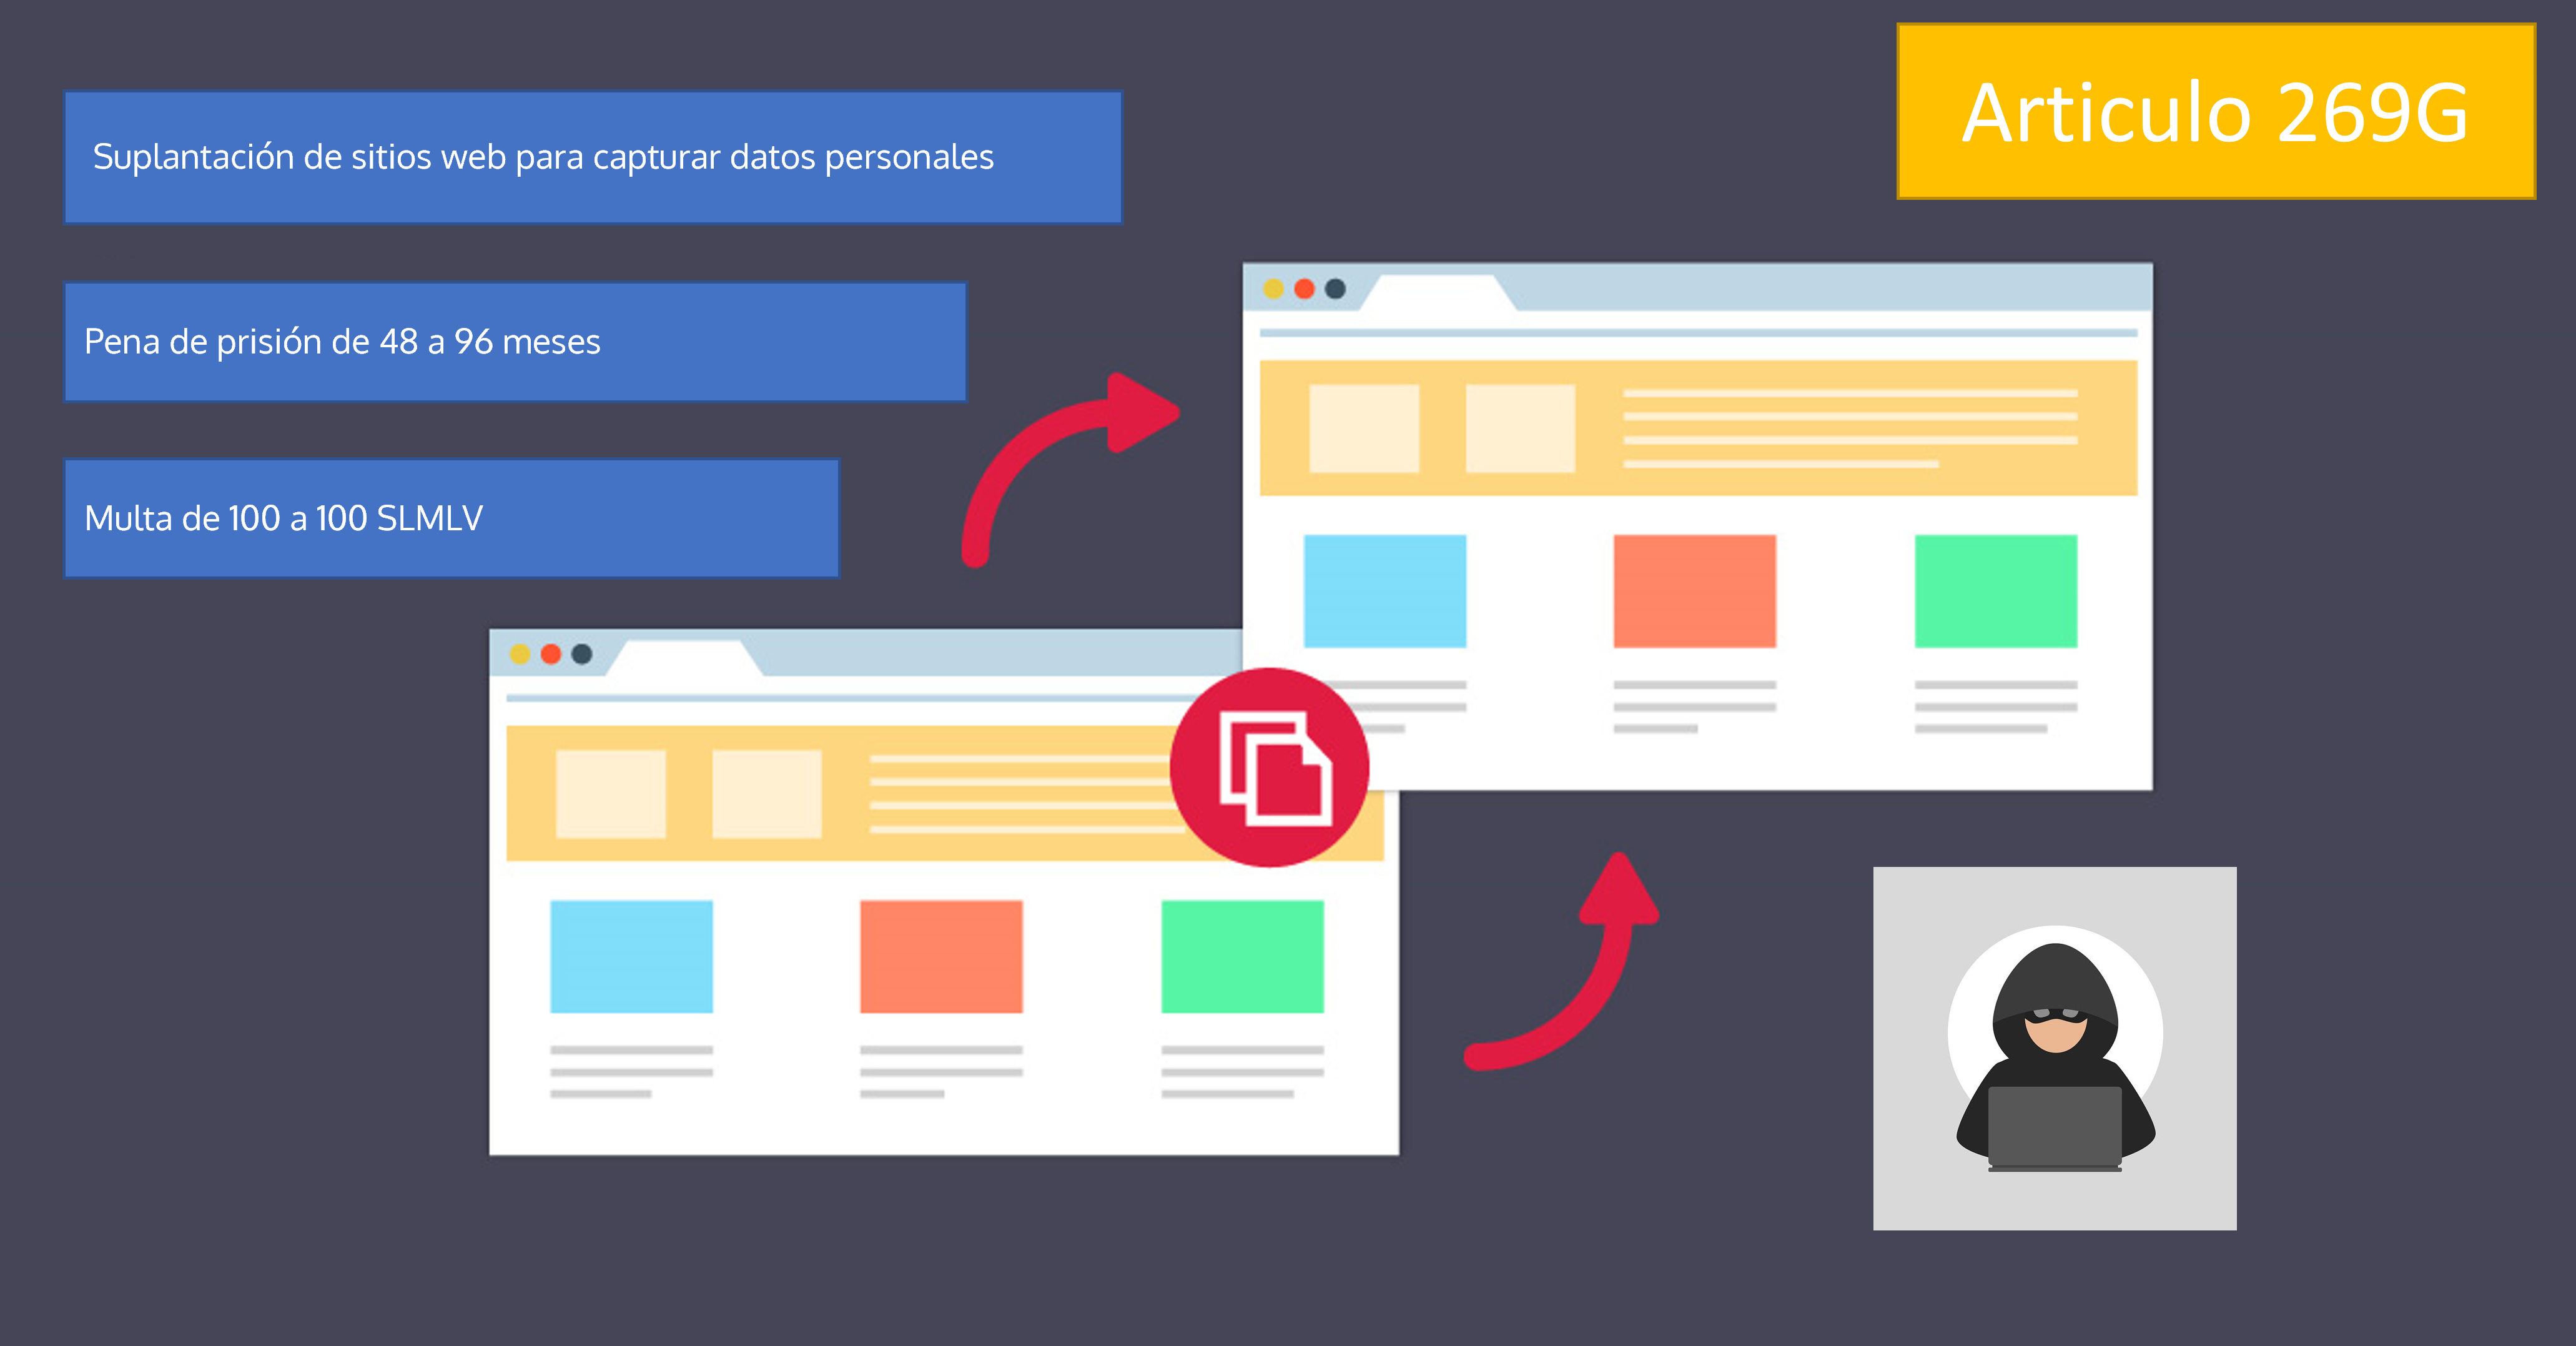 Articulo 269G
Suplantación de sitios web para capturar datos personales
Pena de prisión de 48 a 96 meses
Multa de 100 a 100 SLMLV